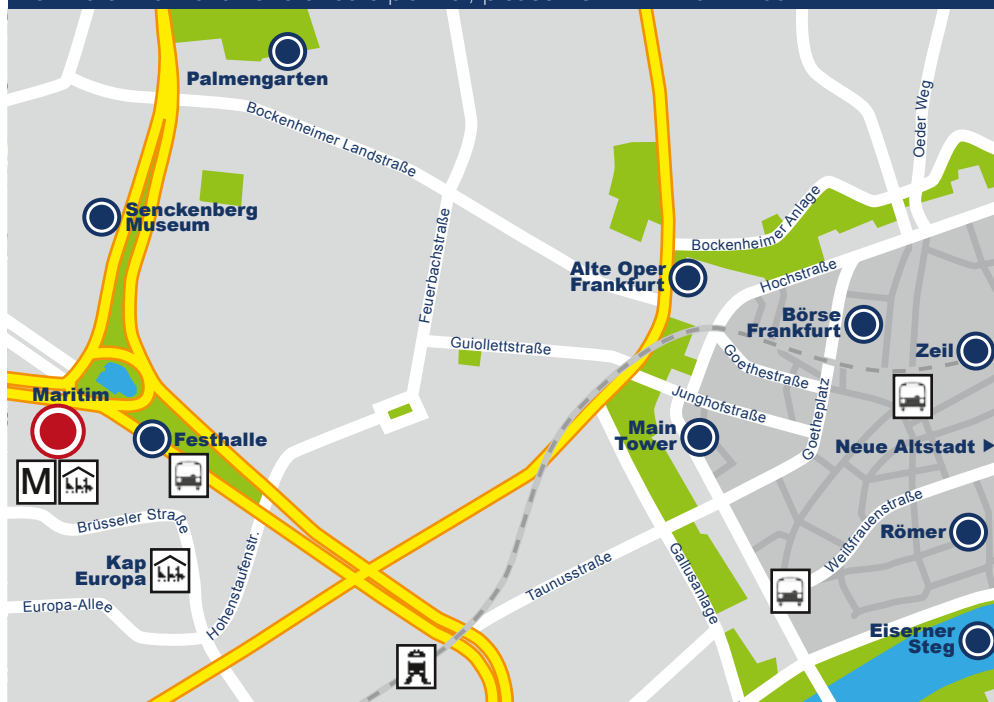 Palmengarten
Bockenheimer Landstraße
Oeder Weg
Senckenberg
Museum
Feuerbachstraße
Bockenheimer Anlage
Alte Oper
Frankfurt
Hochstraße
Börse
Frankfurt
Guiollettstraße
Goethestraße
Zeil
Maritim
Junghofstraße
Goetheplatz
Festhalle
Main
Tower
Neue Altstadt
M
Brüsseler Straße
Weißfrauenstraße
Römer
Kap
Europa
Hohenstaufenstr.
Taunusstraße
Gallusanlage
Europa-Allee
Eiserner
Steg